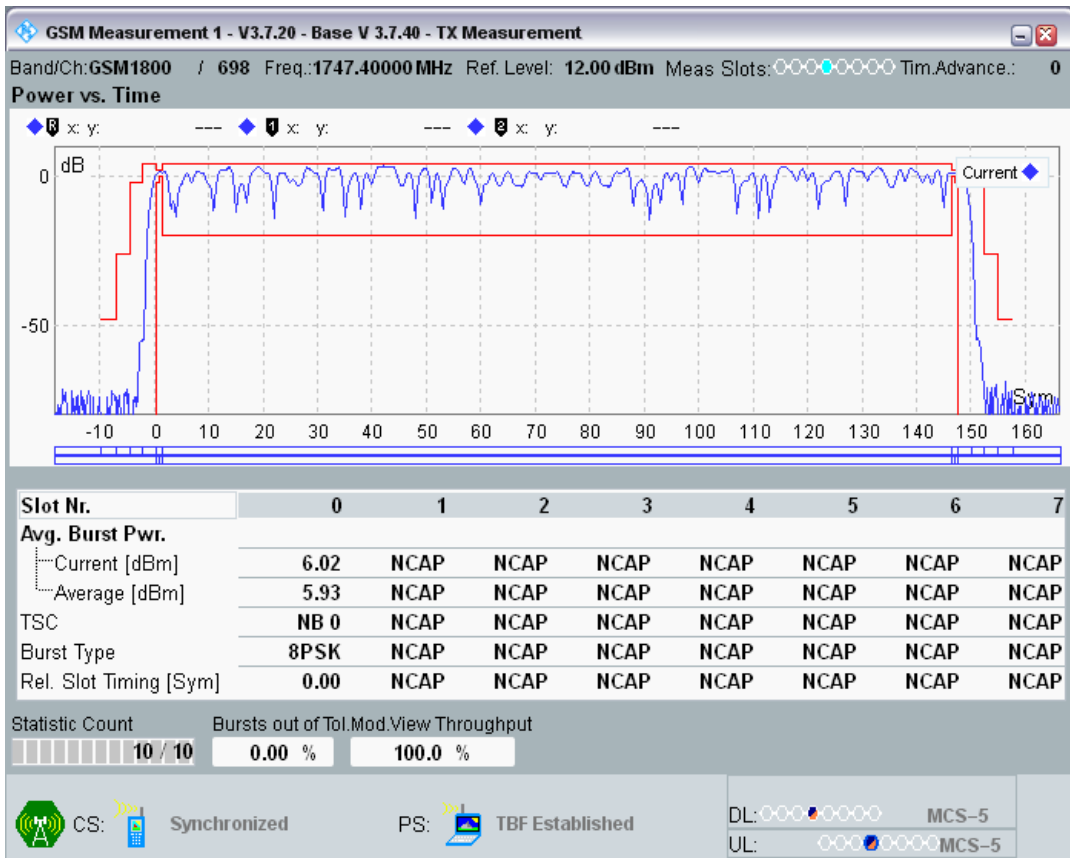 GSM Measurement 1 - V3.7.20 - Base V 3.7.40 - TX Measurement
Band/Ch:GSM1800 / 698 Freq.:1747.40000 MHz Ref. Level: 12.00 dBm Meas Slots: Tim.Advance.: 0
Power vs. Time
R x: y: --- 1 x: y: --- 2 x: y: ---
dB
Current
0
-50
Sym
-10 0 10 20 30 40 50 60 70 80 90 100 110 120 130 140 150 160
Slot Nr. 0 1 2 3 4 5 6 7
Avg. Burst Pwr.
Current [dBm] 6.02 NCAP NCAP NCAP NCAP NCAP NCAP NCAP
Average [dBm] 5.93 NCAP NCAP NCAP NCAP NCAP NCAP NCAP
TSC NB 0 NCAP NCAP NCAP NCAP NCAP NCAP NCAP
Burst Type 8PSK NCAP NCAP NCAP NCAP NCAP NCAP NCAP
Rel. Slot Timing [Sym] 0.00 NCAP NCAP NCAP NCAP NCAP NCAP NCAP
Statistic Count Bursts out of Tol.Mod.View Throughput
10 / 10 0.00 % 100.0 %
CS: Synchronized PS: TBF Established DL: MCS-5
UL: MCS-5